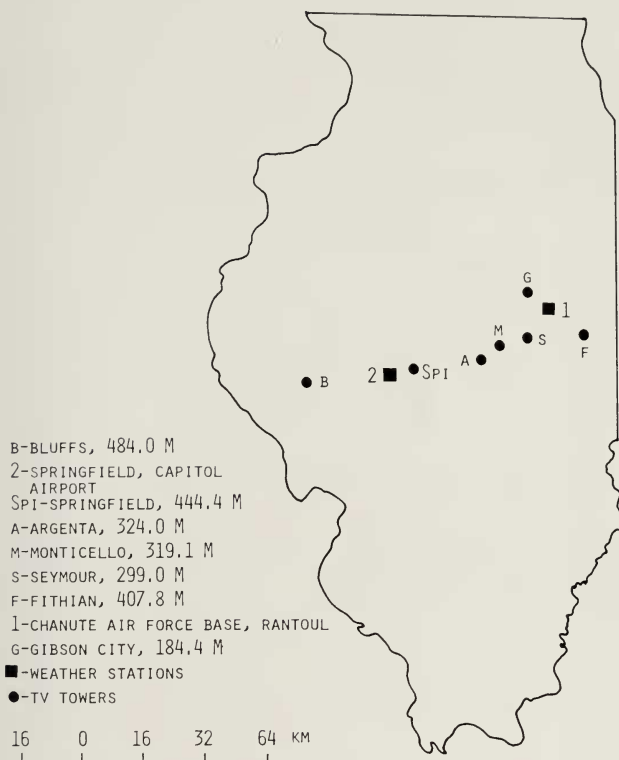 G
1
M
S
F
A
B
2
SPI
B-BLUFFS, 484.0 M
2-SPRINGFIELD, CAPITOL
AIRPORT
SPI-SPRINGFIELD, 444.4 M
A-ARGENTA, 324.0 M
M-MONTICELLO, 319.1 M
S-SEYMOUR, 299.0 M
F-FITHIAN, 407.8 M
1-CHANUTE AIR FORCE BASE, RANTOUL
G-GIBSON CITY, 184.4 M
■-WEATHER STATIONS
●-TV TOWERS
16 0 16 32 64 KM